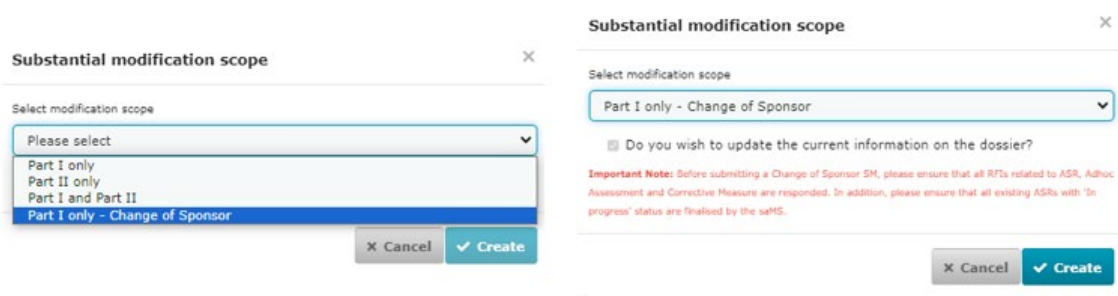 Substantial modification scope ×
Select modification scope
Please select
Part I only
Part II only
Part I and Part II
Part I only - Change of Sponsor
× Cancel ✔ Create
Substantial modification scope ×
Select modification scope
Part I only - Change of Sponsor
Do you wish to update the current information on the dossier?
Important Note: Before submitting a Change of Sponsor SM, please ensure that all RFIs related to ASR, Adhoc
Assessment and Corrective Measure are responded. In addition, please ensure that all existing ASRs with 'In
progress' status are finalised by the saMS.
× Cancel ✔ Create